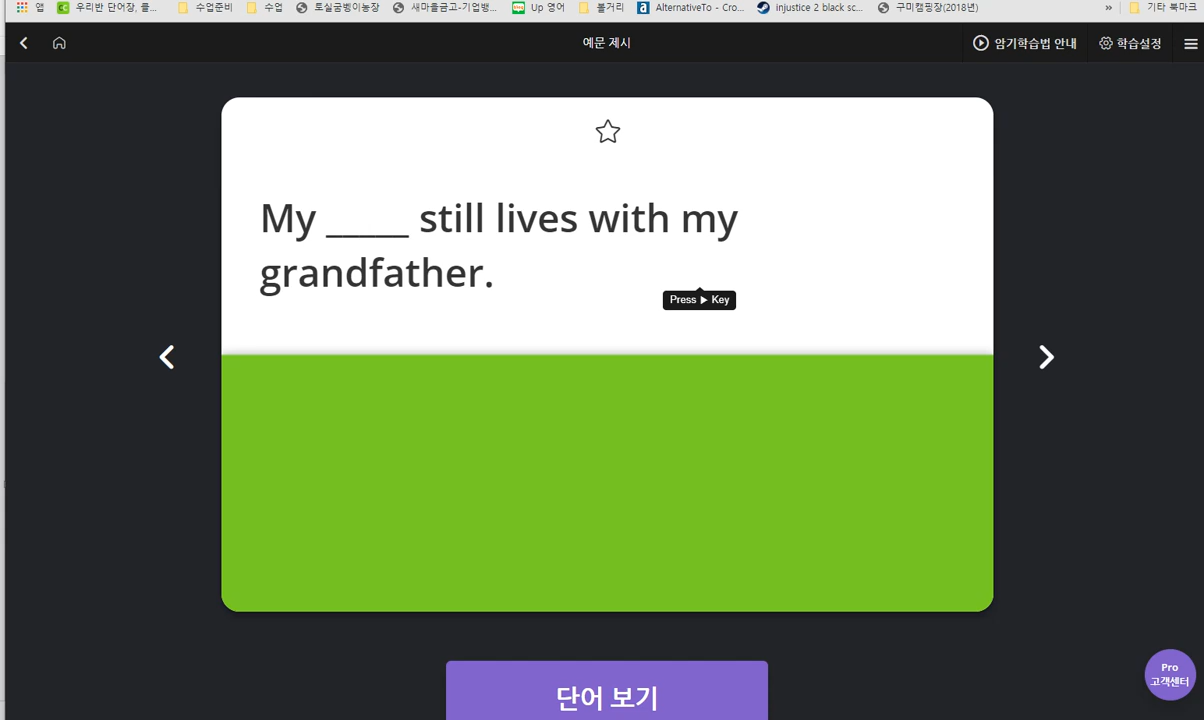 앱 우리반 단어장, 클... 수업준비 수업 토실굼벵이농장 새마을금고-기업뱅... Up 영어 볼거리 AlternativeTo - Cro... injustice 2 black sc... 구미캠핑장(2018년) » 기타 북마크
예문 제시 암기학습법 안내 학습설정
My _____ still lives with my
grandfather.
Press ▶ Key
단어 보기
Pro
고객센터